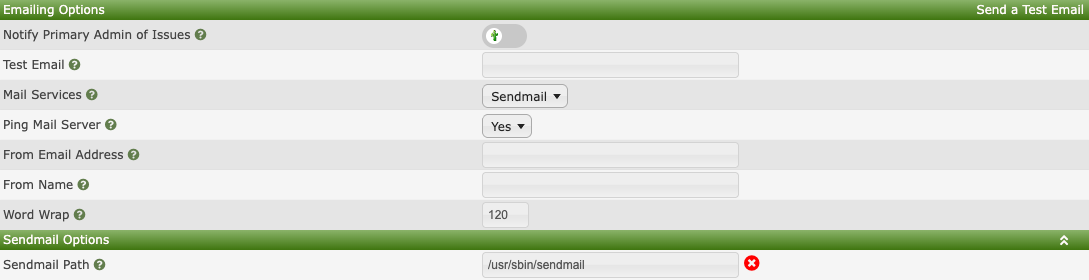 Emailing Options Send a Test Email
Notify Primary Admin of Issues
Test Email
Mail Services Sendmail
Ping Mail Server Yes
From Email Address
From Name
Word Wrap 120
Sendmail Options
Sendmail Path /usr/sbin/sendmail